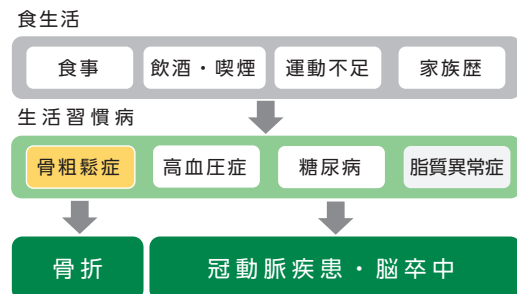 食生活
食事 飲酒・喫煙 運動不足 家族歴
生活習慣病
骨粗鬆症 高血圧症 糖尿病 脂質異常症
骨折 冠動脈疾患・脳卒中